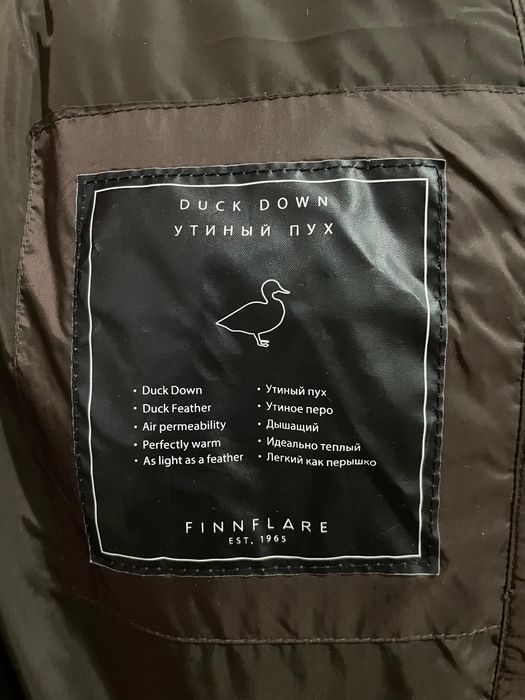 DUCK DOWN
УТИНЫЙ ПУХ
· Duck Down
· Duck Feather
· Air permeability
· Perfectly warm
· As light as a feather
· Утиный пух
· Утиное перо
· Дышащий
· Идеально теплый
· Легкий как перышко
FINNFLARE
EST. 1965